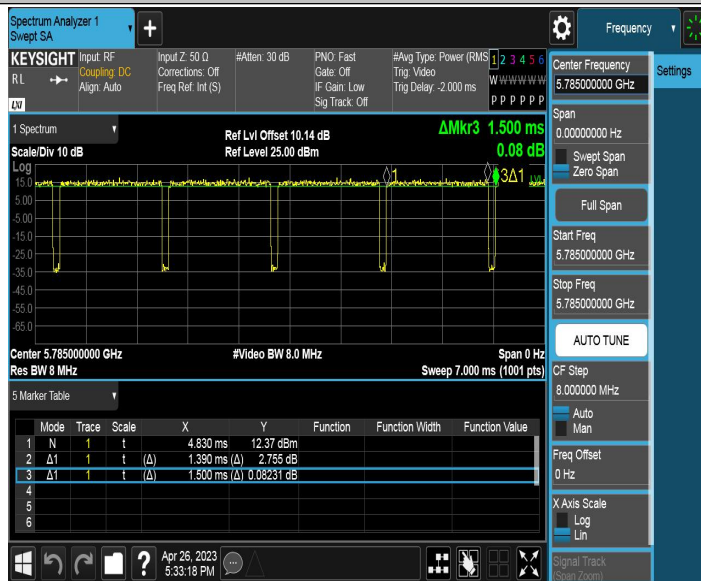 Spectrum Analyzer 1
Swept SA
Frequency
KEYSIGHT
RL
LXI
Input: RF
Coupling: DC
Align: Auto
Input Z: 50 Ω
Corrections: Off
Freq Ref: Int (S)
#Atten: 30 dB
PNO: Fast
Gate: Off
IF Gain: Low
Sig Track: Off
#Avg Type: Power (RMS
Trig: Video
Trig Delay: -2.000 ms
1 2 3 4 5 6
W W W W W W
P P P P P P
1 Spectrum
Scale/Div 10 dB
Ref Lvl Offset 10.14 dB
Ref Level 25.00 dBm
ΔMkr3 1.500 ms
0.08 dB
Log
15.0
5.00
-5.00
-15.0
-25.0
-35.0
-45.0
-55.0
-65.0
1
3Δ1
LVL
Center 5.785000000 GHz
Res BW 8 MHz
#Video BW 8.0 MHz
Span 0 Hz
Sweep 7.000 ms (1001 pts)
5 Marker Table
Mode Trace Scale X Y Function Function Width Function Value
1 N 1 t 4.830 ms 12.37 dBm
2 Δ1 1 t (Δ) 1.390 ms (Δ) 2.755 dB
3 Δ1 1 t (Δ) 1.500 ms (Δ) 0.08231 dB
4
5
6
?
Apr 26, 2023
5:33:18 PM
Center Frequency
5.785000000 GHz
Settings
Span
0.00000000 Hz
Swept Span
Zero Span
Full Span
Start Freq
5.785000000 GHz
Stop Freq
5.785000000 GHz
AUTO TUNE
CF Step
8.000000 MHz
Auto
Man
Freq Offset
0 Hz
X Axis Scale
Log
Lin
Signal Track
(Span Zoom)